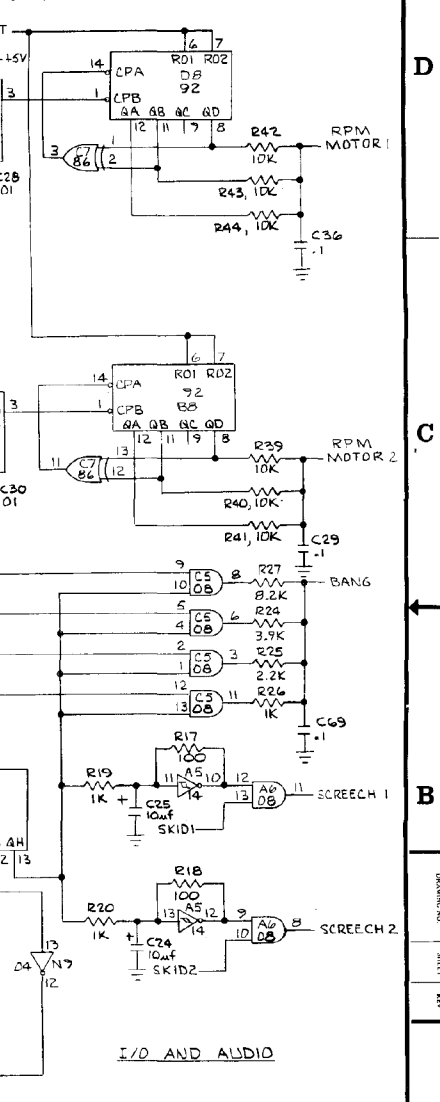 T
+5V
6 7
RO1 RO2
14
CPA
D8
92
3
1
CPB
QA QB QC QD
12 11 9 8
D
C28
01
3
C7
86
1
2
R42
10K
RPM
MOTOR 1
R43, 10K
R44, 10K
C36
.1
6 7
RO1 RO2
14
CPA
92
B8
3
1
CPB
QA QB QC QD
12 11 9 8
C
C30
01
11
C7
86
13
12
R39
10K
RPM
MOTOR 2
R40, 10K
R41, 10K
C29
.1
9
10
C5
08
8
R27
8.2K
BANG
5
4
C5
08
6
R24
3.9K
2
1
C5
08
3
R25
2.2K
12
13
C5
08
11
R26
1K
C69
.1
R17
100
R19
1K
+
C25
10uf
11
A5
14
10
12
13
A6
08
11
SCREECH 1
SKID1
B
QH
2 13
R18
100
R20
1K
+
C24
10uf
13
A5
14
12
9
10
A6
08
8
SCREECH 2
SKID2
13
04
N9
12
I/O AND AUDIO